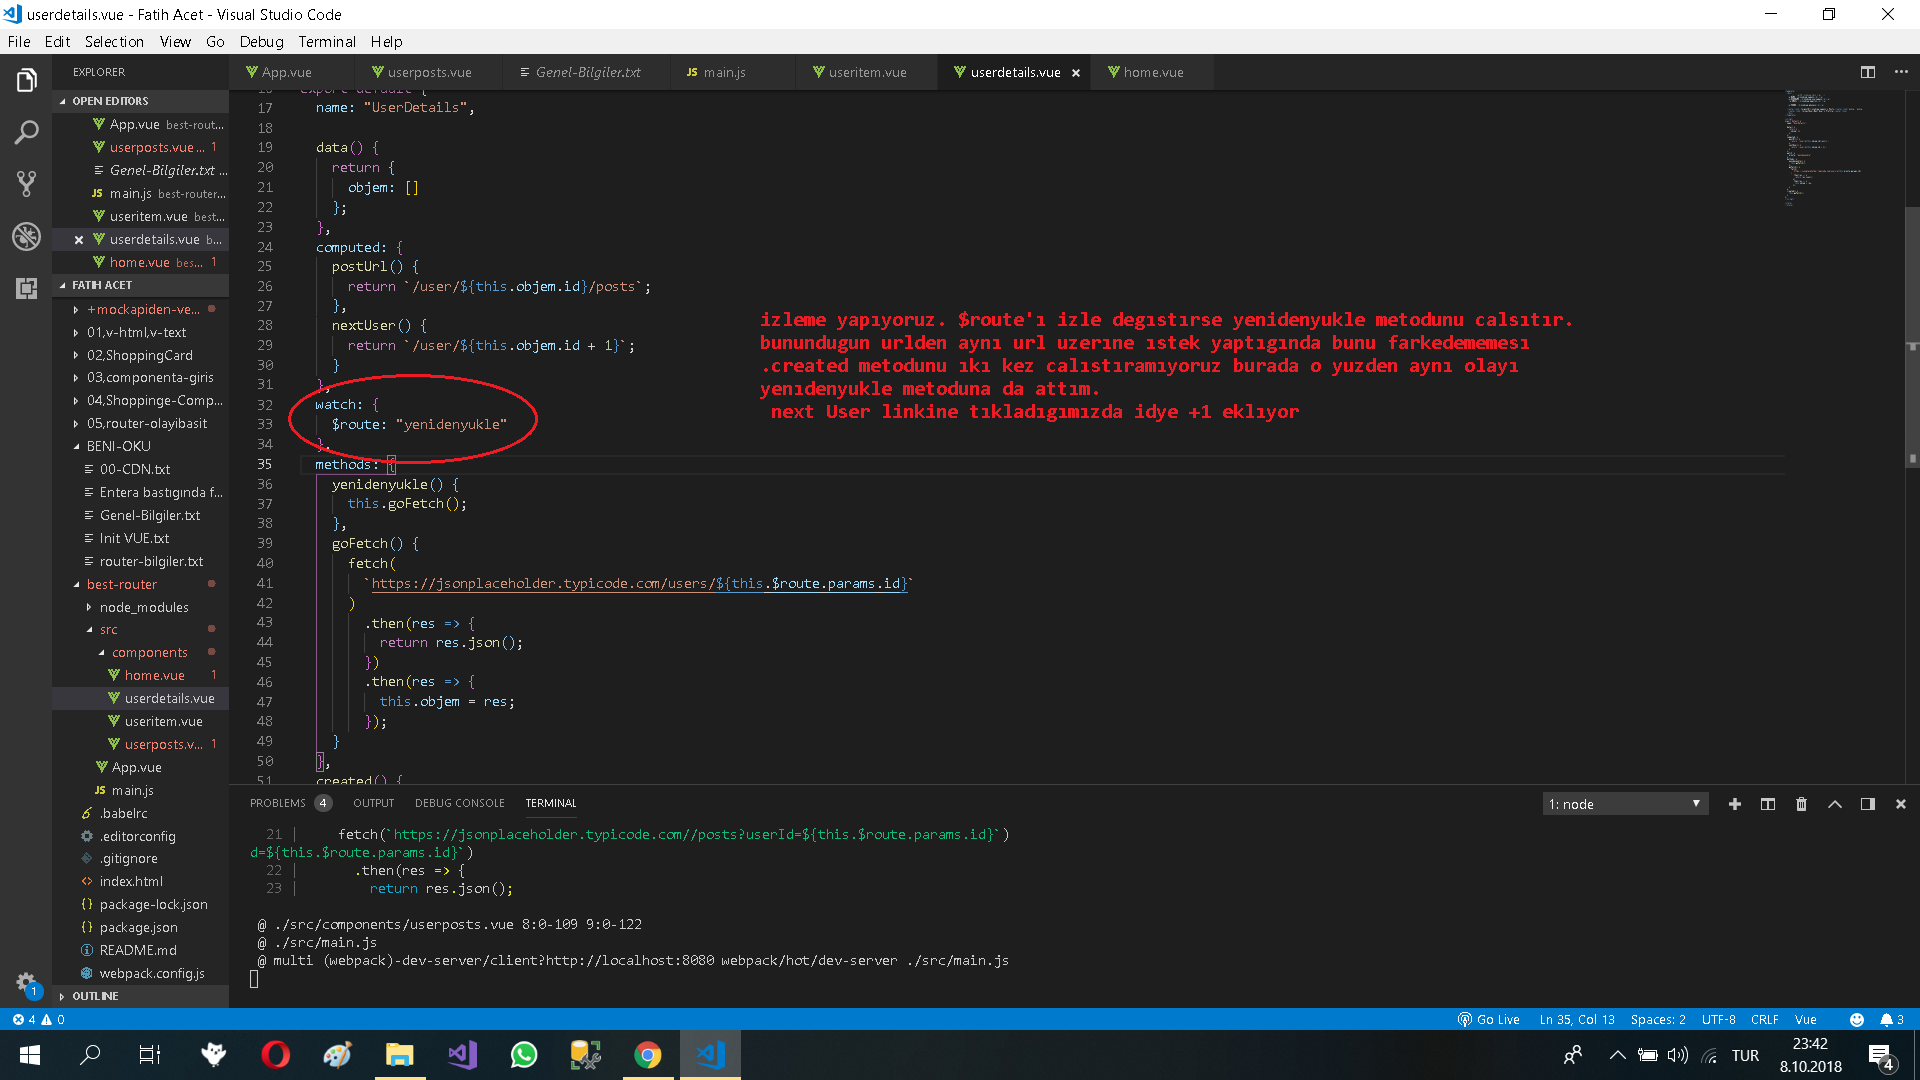 userdetails.vue - Fatih Acet - Visual Studio Code
File Edit Selection View Go Debug Terminal Help
EXPLORER
OPEN EDITORS
App.vue best-rout...
userposts.vue... 1
Genel-Bilgiler.txt ...
main.js best-router...
useritem.vue best...
userdetails.vue b...
home.vue bes... 1
FATIH ACET
+mockapiden-ve...
01,v-html,v-text
02,ShoppingCard
03,componenta-giris
04,Shoppinge-Comp...
05,router-olayibasit
BENI-OKU
00-CDN.txt
Entera bastıgında f...
Genel-Bilgiler.txt
Init VUE.txt
router-bilgiler.txt
best-router
node_modules
src
components
home.vue 1
userdetails.vue
useritem.vue
userposts.v... 1
App.vue
main.js
.babelrc
.editorconfig
.gitignore
index.html
package-lock.json
package.json
README.md
webpack.config.js
OUTLINE
App.vue userposts.vue Genel-Bilgiler.txt JS main.js useritem.vue userdetails.vue home.vue
16 export default {
17 name: "UserDetails",
18
19 data() {
20 return {
21 objem: []
22 };
23 },
24 computed: {
25 postUrl() {
26 return `/user/${this.objem.id}/posts`;
27 },
28 nextUser() {
29 return `/user/${this.objem.id + 1}`;
30 }
31 },
32 watch: {
33 $route: "yenidenyukle"
34 },
35 methods: {
36 yenidenyukle() {
37 this.goFetch();
38 },
39 goFetch() {
40 fetch(
41 `https://jsonplaceholder.typicode.com/users/${this.$route.params.id}`
42 )
43 .then(res => {
44 return res.json();
45 })
46 .then(res => {
47 this.objem = res;
48 });
49 }
50 },
51 created() {
izleme yapıyoruz. $route'ı izle degıstırse yenidenyukle metodunu calsıtır.
bunundugun urlden aynı url uzerıne ıstek yaptıgında bunu farkedememesı
.created metodunu ıkı kez calıstıramıyoruz burada o yuzden aynı olayı
yenıdenyukle metoduna da attım.
next User linkine tıkladıgımızda idye +1 eklıyor
PROBLEMS 4 OUTPUT DEBUG CONSOLE TERMINAL
1: node
21 | fetch(`https://jsonplaceholder.typicode.com//posts?userId=${this.$route.params.id}`)
d=${this.$route.params.id}`)
22 | .then(res => {
23 | return res.json();
@ ./src/components/userposts.vue 8:0-109 9:0-122
@ ./src/main.js
@ multi (webpack)-dev-server/client?http://localhost:8080 webpack/hot/dev-server ./src/main.js
1
4 0 Go Live Ln 35, Col 13 Spaces: 2 UTF-8 CRLF Vue 3
TUR
23:42
8.10.2018
4